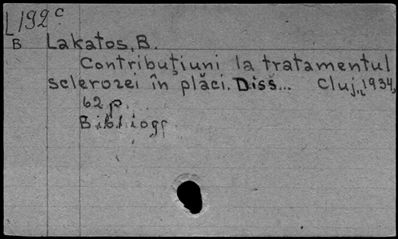 L192c
B Lakatos, B.
Contribuţiuni la tratamentul
sclerozei în plăci. Diss... Cluj, 1934,
62 p.
Bibliogr.